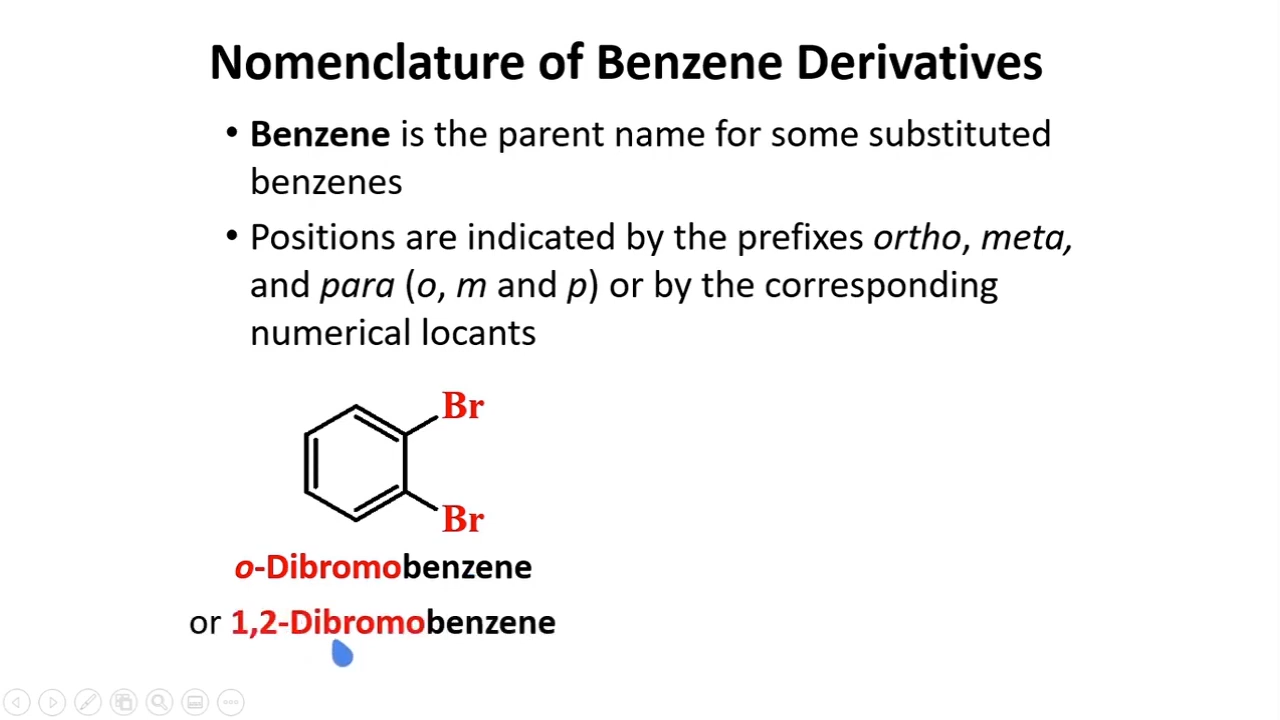 Nomenclature of Benzene Derivatives
• Benzene is the parent name for some substituted
benzenes
• Positions are indicated by the prefixes ortho, meta,
and para (o, m and p) or by the corresponding
numerical locants
Br
Br
o-Dibromobenzene
or 1,2-Dibromobenzene